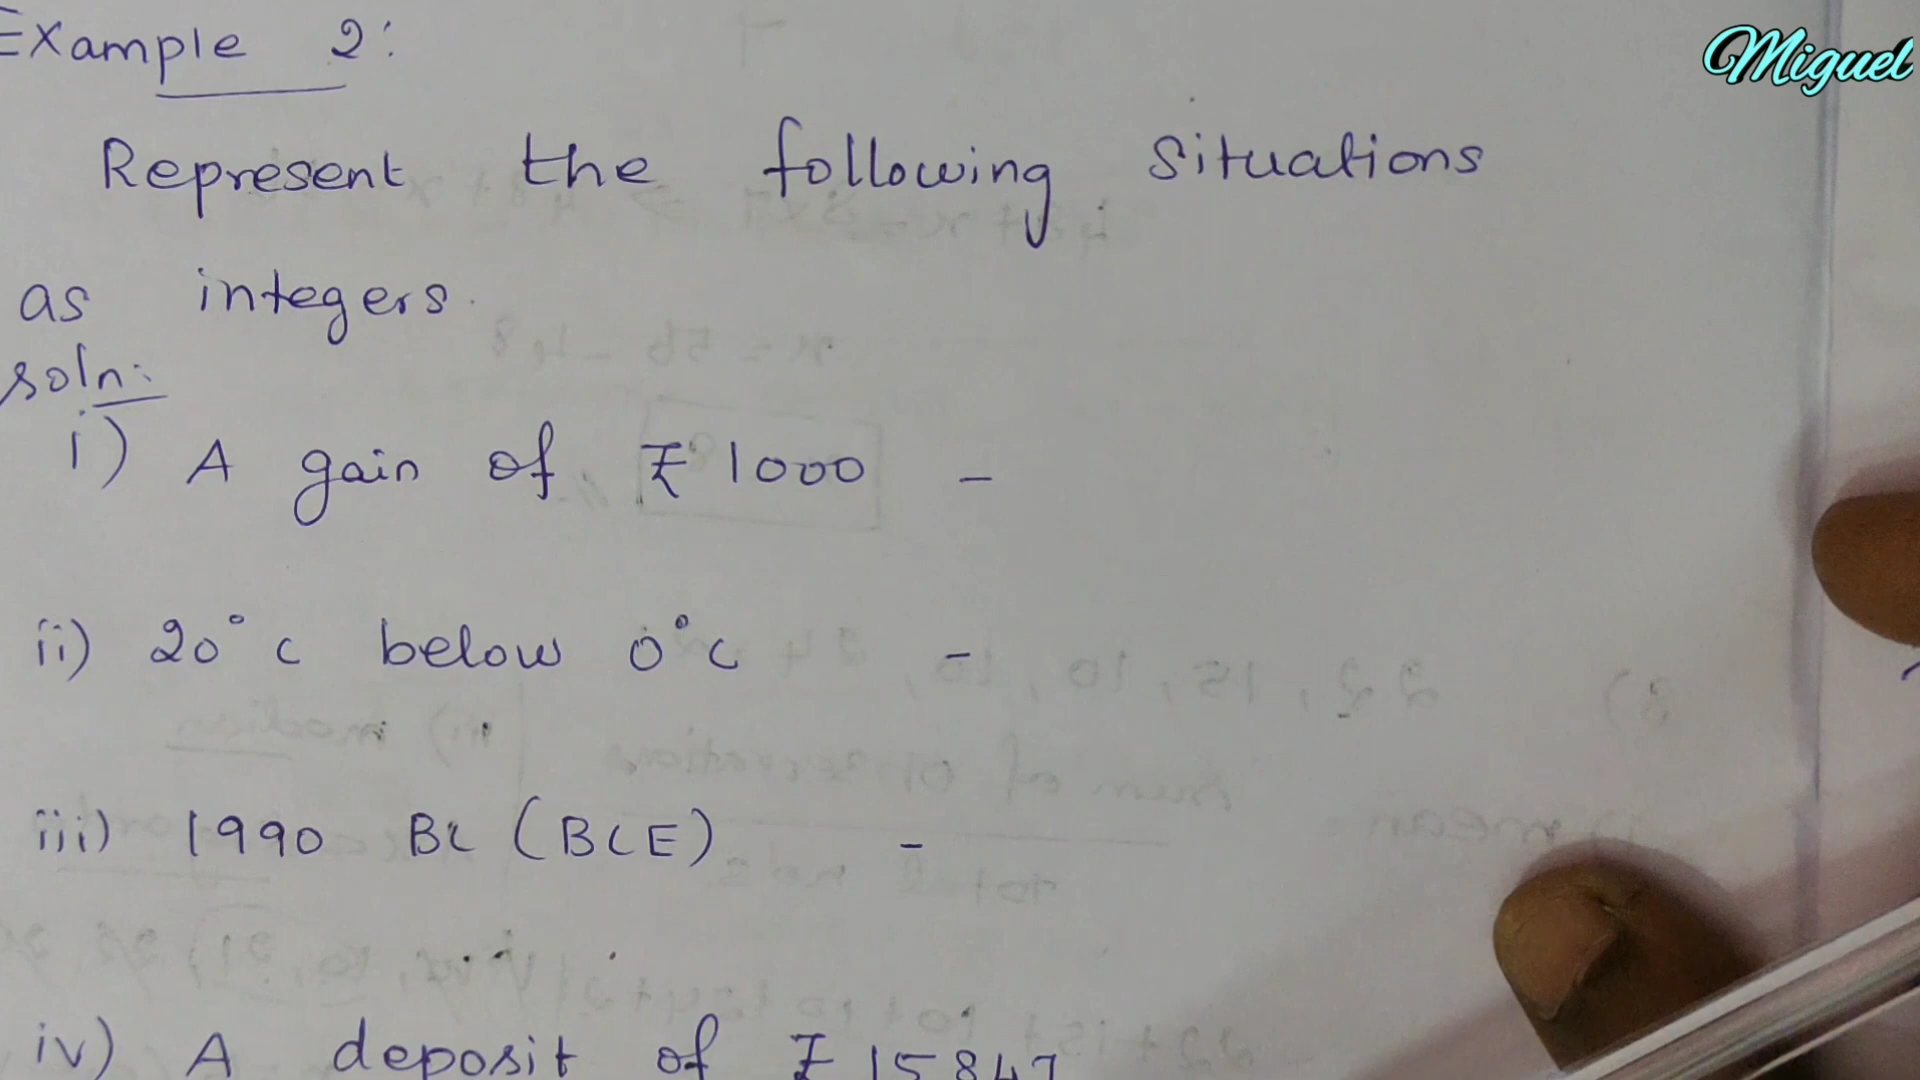 Example 2:
Miguel
Represent the following situations
as integers.
soln:
i) A gain of ₹ 1000 -
ii) 20°c below 0°c -
iii) 1990 BC (BCE) -
iv) A deposit of ₹ 15847